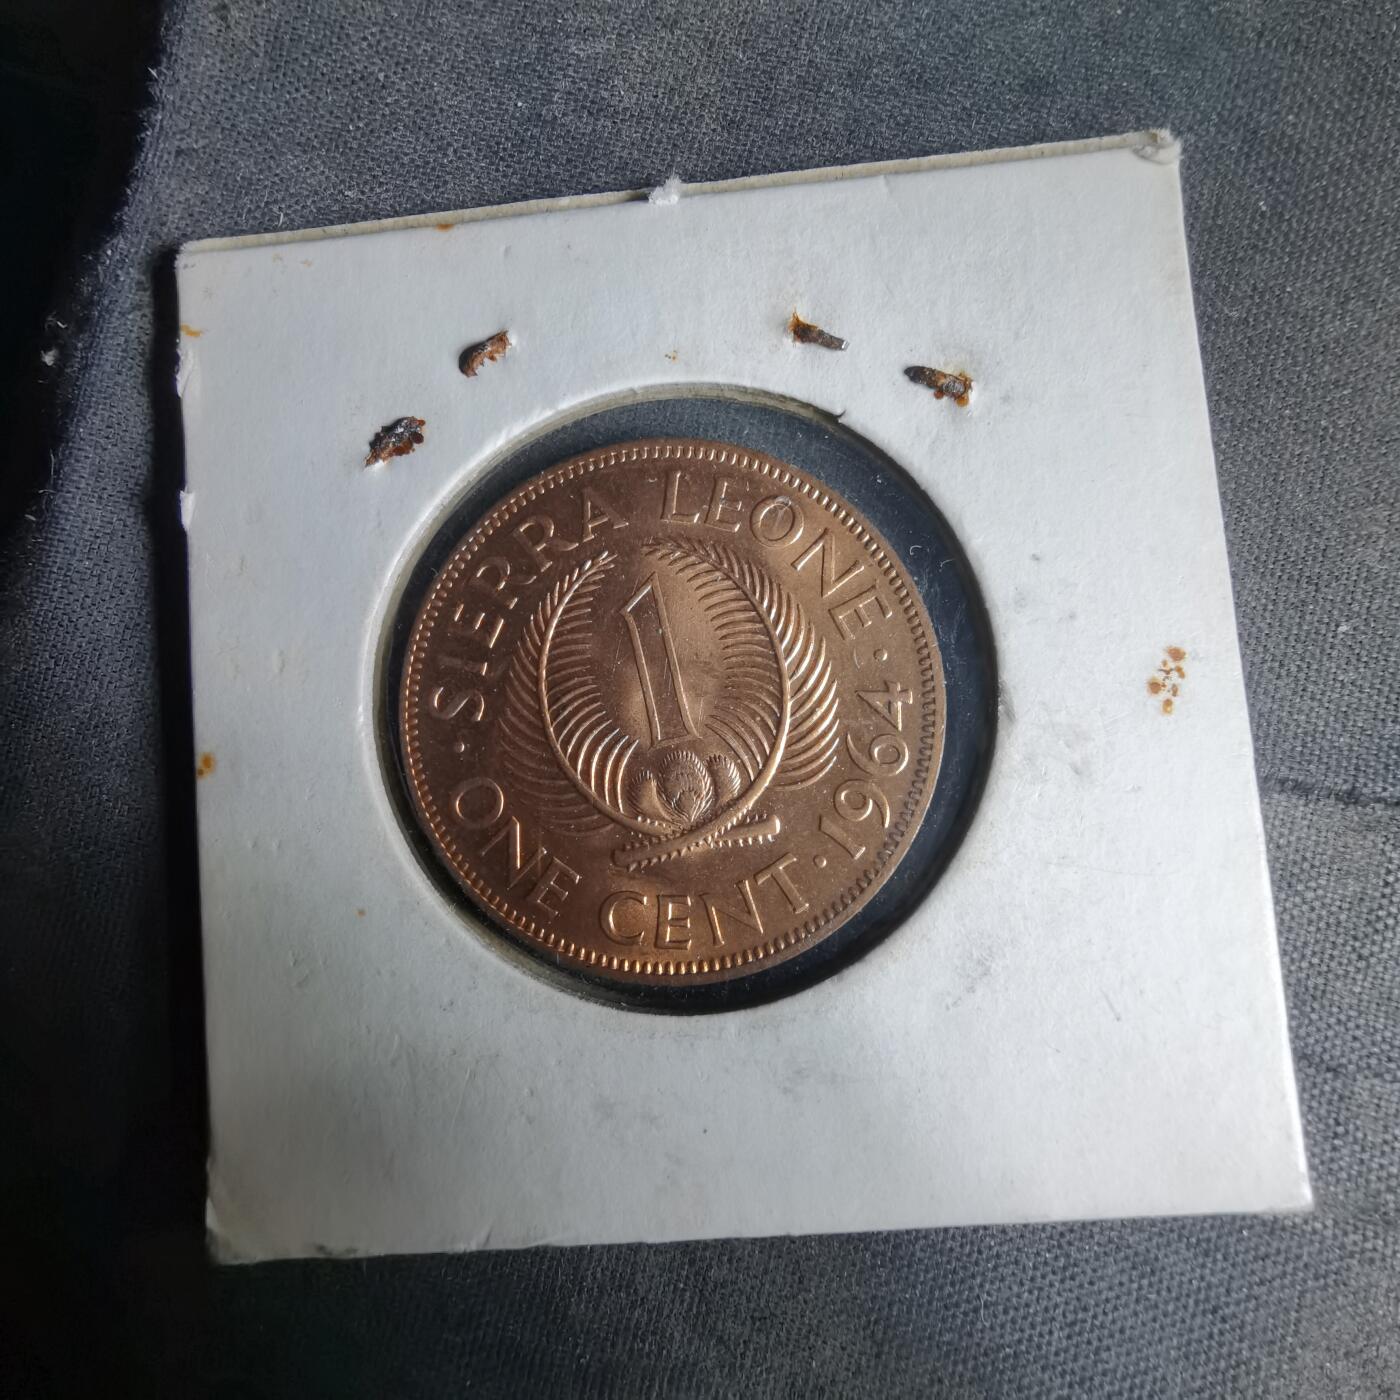 · SIERRA LEONE · 1964 ·
1
ONE CENT